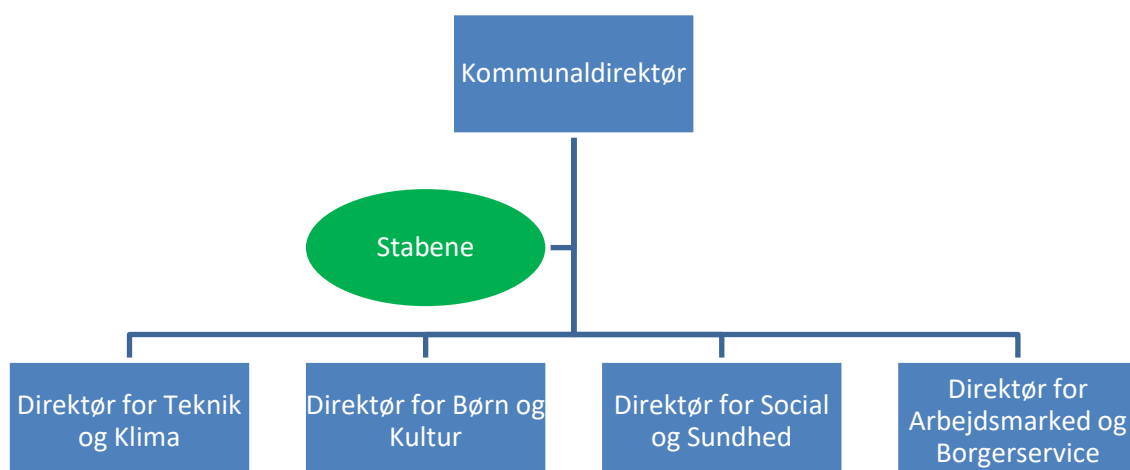 Kommunaldirektør
Stabene
Direktør for Teknik
og Klima
Direktør for Børn og
Kultur
Direktør for Social
og Sundhed
Direktør for
Arbejdsmarked og
Borgerservice